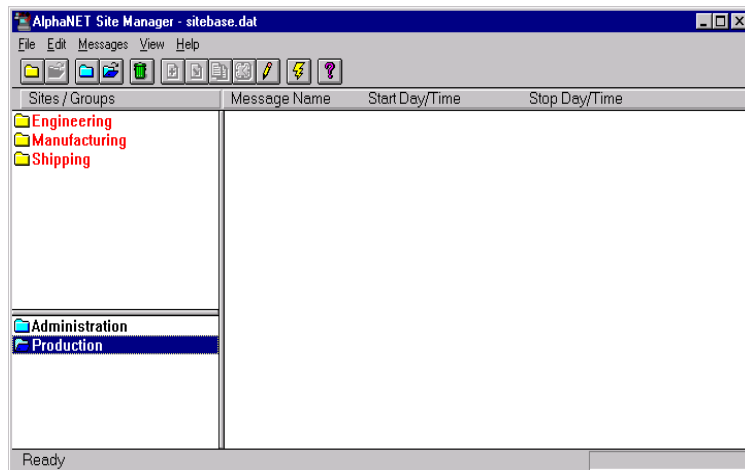 AlphaNET Site Manager - sitebase.dat
File Edit Messages View Help
Sites / Groups Message Name Start Day/Time Stop Day/Time
Engineering
Manufacturing
Shipping
Administration
Production
Ready